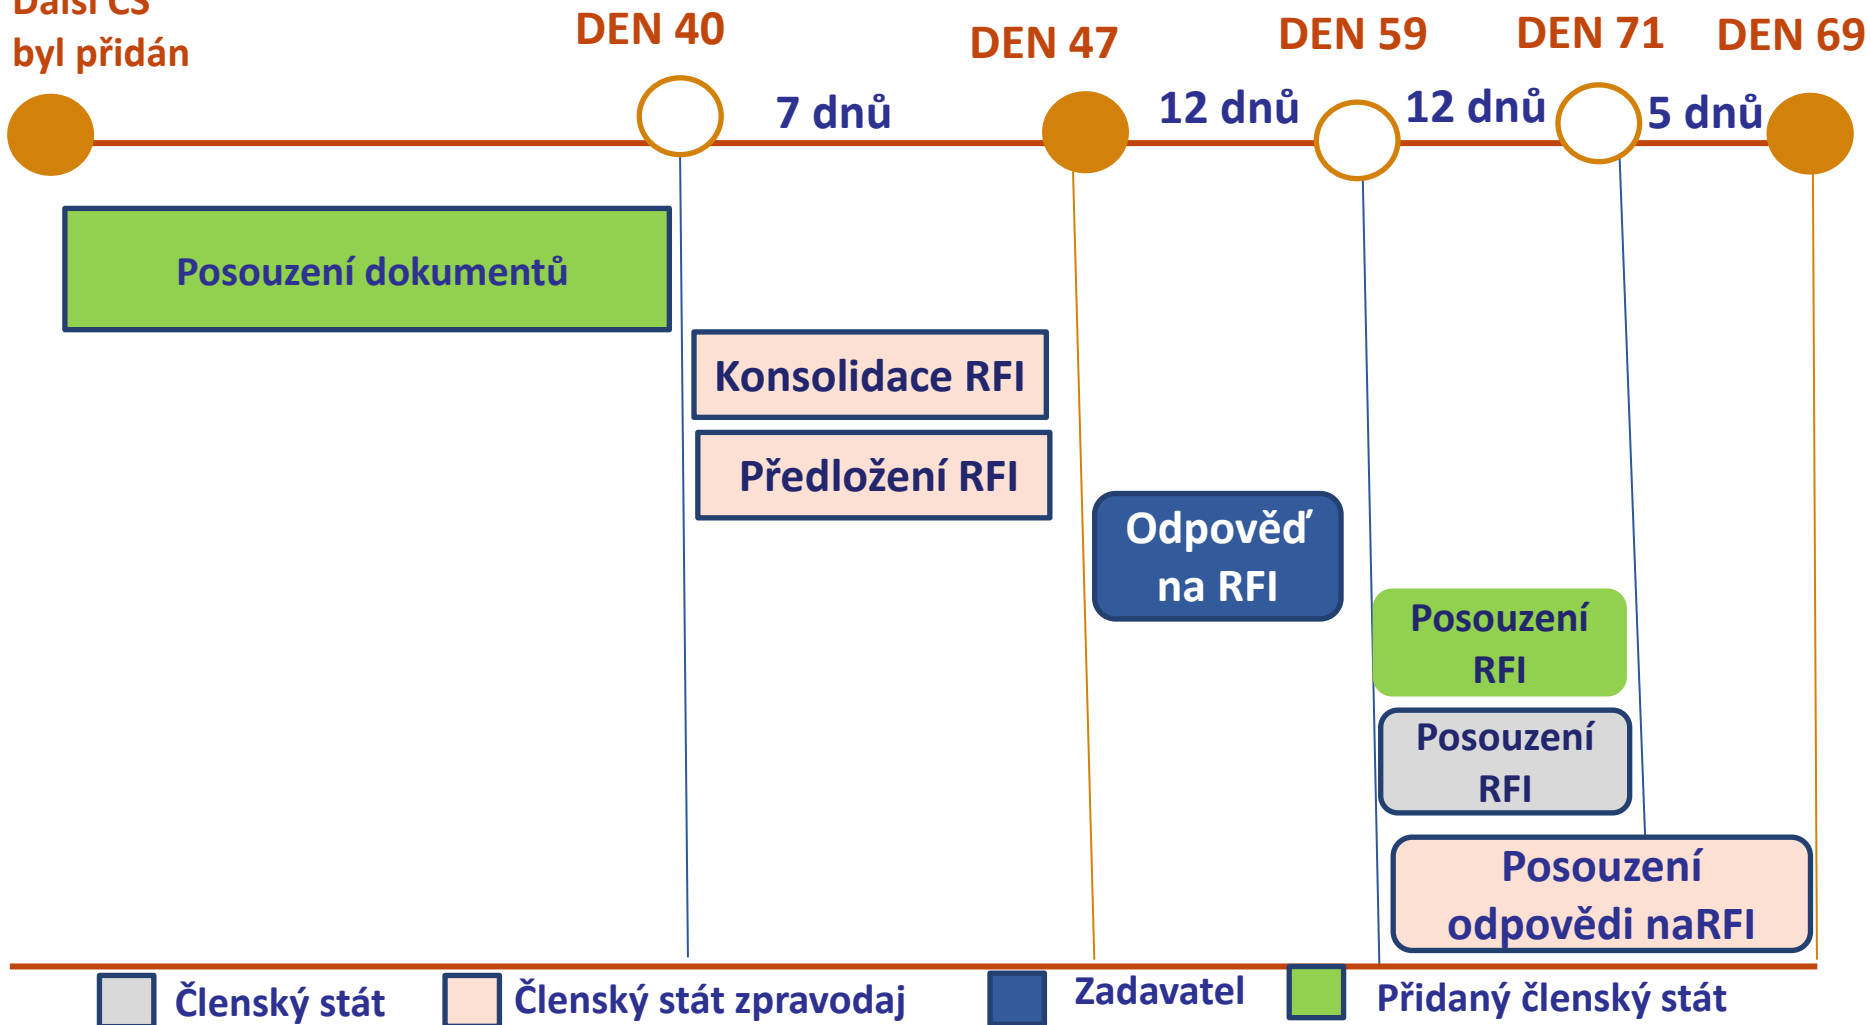 Další ČS
byl přidán
DEN 40
DEN 47
DEN 59
DEN 71
DEN 69
7 dnů
12 dnů
12 dnů
5 dnů
Posouzení dokumentů
Konsolidace RFI
Předložení RFI
Odpověď
na RFI
Posouzení
RFI
Posouzení
RFI
Posouzení
odpovědi naRFI
Členský stát
Členský stát zpravodaj
Zadavatel
Přidaný členský stát